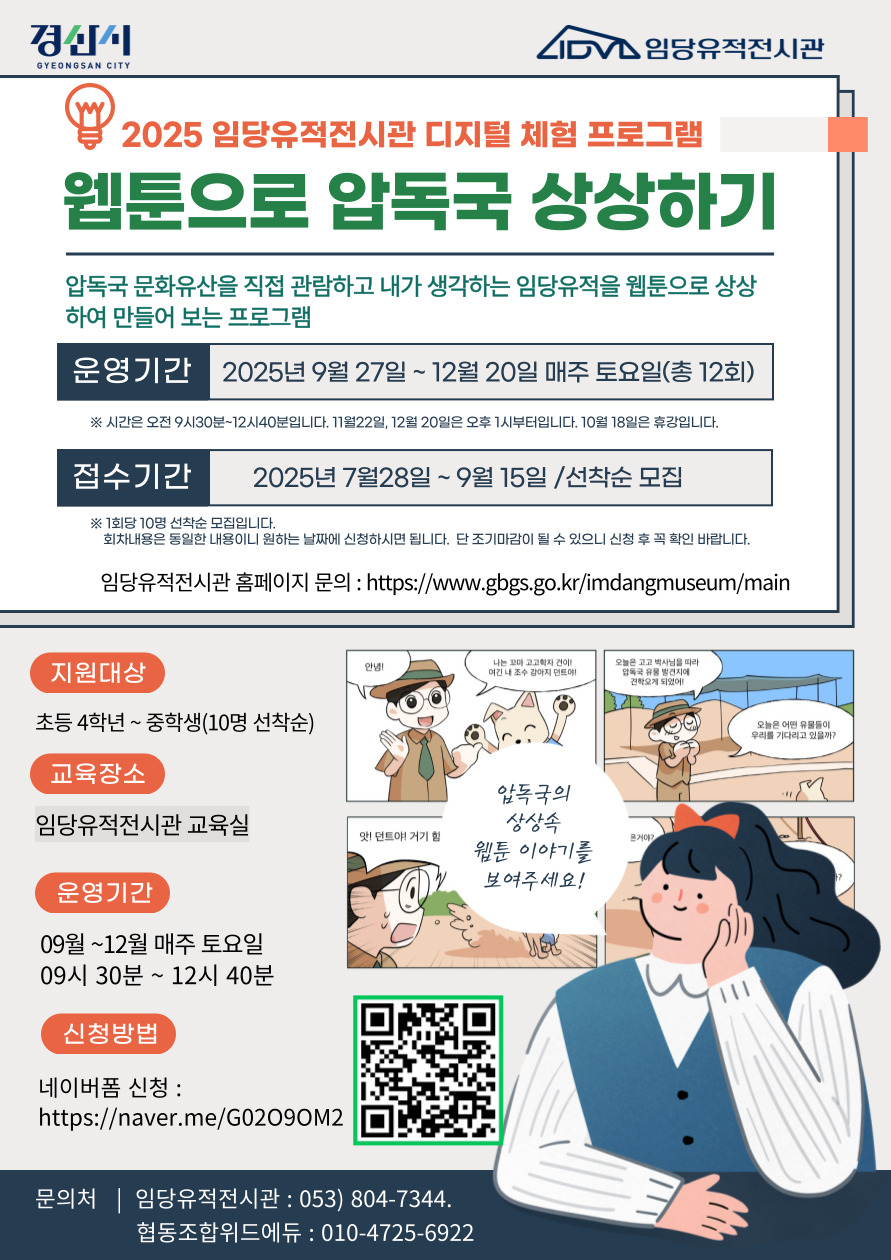 경산시
GYEONGSAN CITY
임당유적전시관
2025 임당유적전시관 디지털 체험 프로그램
웹툰으로 압독국 상상하기
압독국 문화유산을 직접 관람하고 내가 생각하는 임당유적을 웹툰으로 상상
하여 만들어 보는 프로그램
운영기간
2025년 9월 27일 ~ 12월 20일 매주 토요일(총 12회)
※ 시간은 오전 9시30분~12시40분입니다. 11월22일, 12월 20일은 오후 1시부터입니다. 10월 18일은 휴강입니다.
접수기간
2025년 7월28일 ~ 9월 15일 /선착순 모집
※ 1회당 10명 선착순 모집입니다.
회차내용은 동일한 내용이니 원하는 날짜에 신청하시면 됩니다. 단 조기마감이 될 수 있으니 신청 후 꼭 확인 바랍니다.
임당유적전시관 홈페이지 문의 : https://www.gbgs.go.kr/imdangmuseum/main
지원대상
초등 4학년 ~ 중학생(10명 선착순)
교육장소
임당유적전시관 교육실
운영기간
09월 ~12월 매주 토요일
09시 30분 ~ 12시 40분
신청방법
네이버폼 신청 :
https://naver.me/G02O9OM2
안녕!
나는 꼬마 고고학자 건이!
여긴 내 조수 강아지 던트야!
오늘은 고고 박사님을 따라
압독국 유물 발견지에
견학오게 되었어!
오늘은 어떤 유물들이
우리를 기다리고 있을까?
앗! 던트야! 거기 함
은거야?
?
압독국의
상상속
웹툰 이야기를
보여주세요!
문의처 | 임당유적전시관 : 053) 804-7344.
협동조합위드에듀 : 010-4725-6922